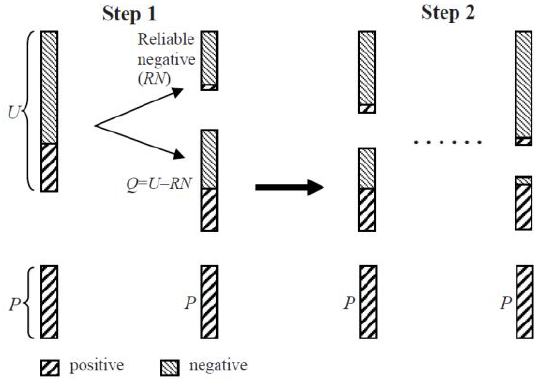 Step 1
Step 2
Reliable
negative
(RN)
U
Q=U–RN
......
P
P
P
P
positive
negative